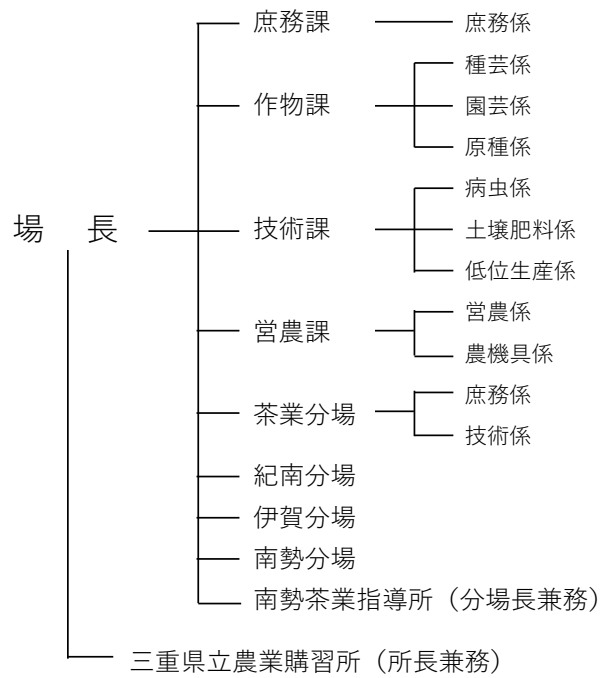 庶務課
庶務係
種芸係
作物課
園芸係
原種係
病虫係
場長
技術課
土壌肥料係
低位生産係
営農係
営農課
農機具係
庶務係
茶業分場
技術係
紀南分場
伊賀分場
南勢分場
南勢茶業指導所（分場長兼務）
三重県立農業購習所（所長兼務）